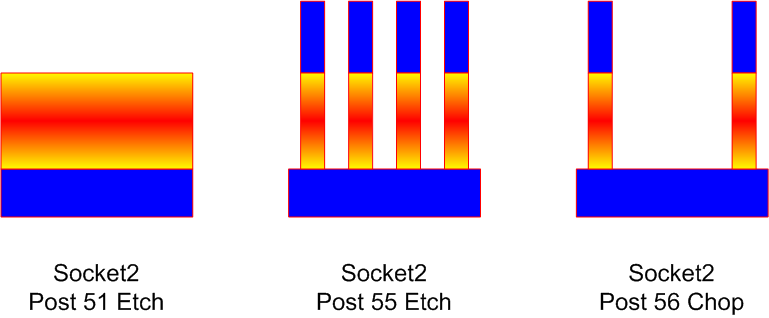 Socket2
Post 51 Etch
Socket2
Post 55 Etch
Socket2
Post 56 Chop